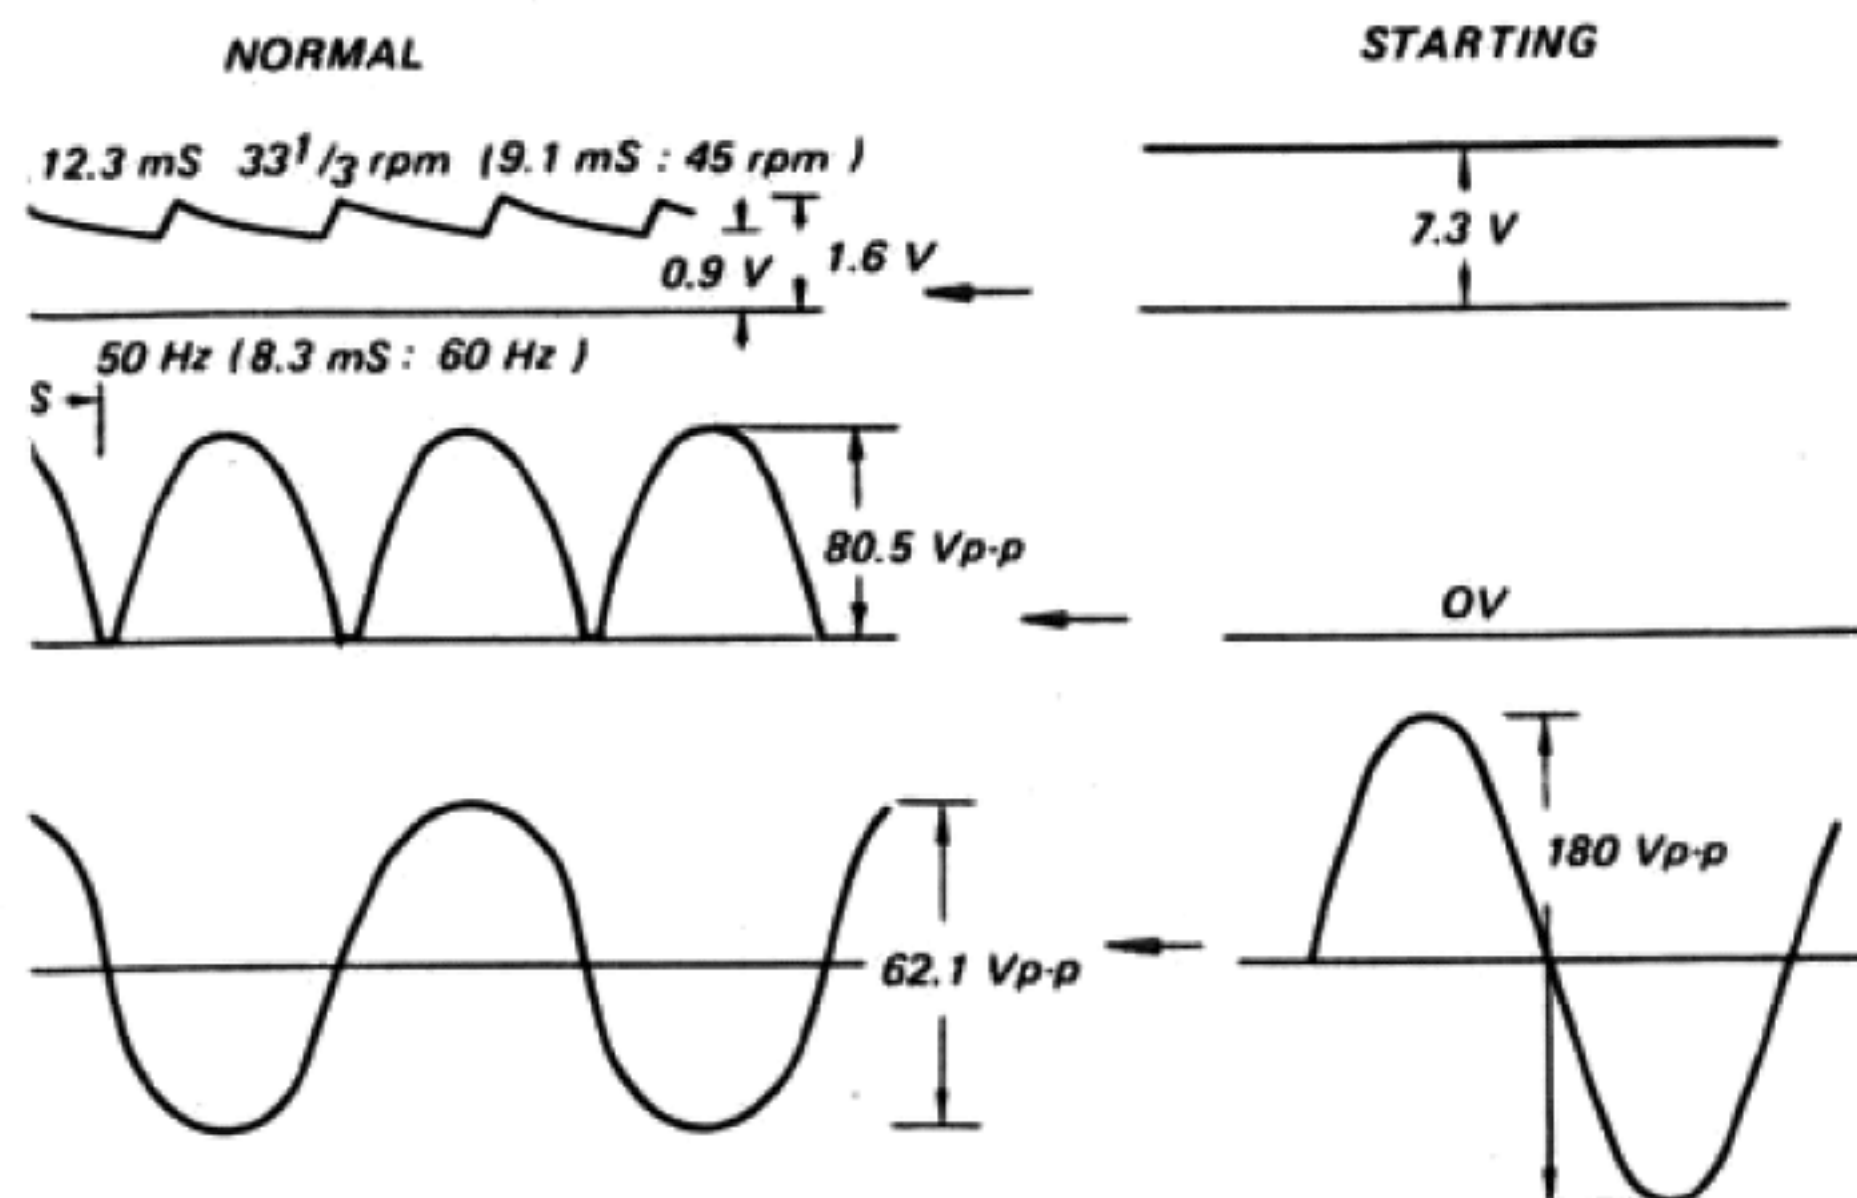 NORMAL
STARTING
12.3 mS 33 1/3 rpm (9.1 mS : 45 rpm )
7.3 V
0.9 V
1.6 V
50 Hz (8.3 mS : 60 Hz )
S
80.5 Vp-p
0V
180 Vp-p
62.1 Vp-p